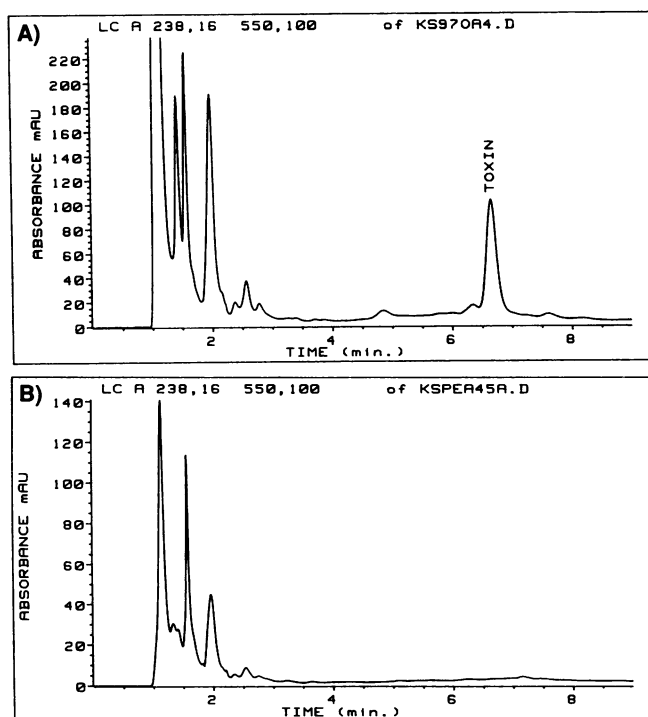 A) LC A 238,16 550,100 of KS970A4.D
220
200
180
160
140
120
100
80
60
40
20
0
ABSORBANCE mAU
TOXIN
2 4 6 8
TIME (min.)
B) LC A 238,16 550,100 of KSPEA45A.D
140
120
100
80
60
40
20
0
ABSORBANCE mAU
2 4 6 8
TIME (min.)